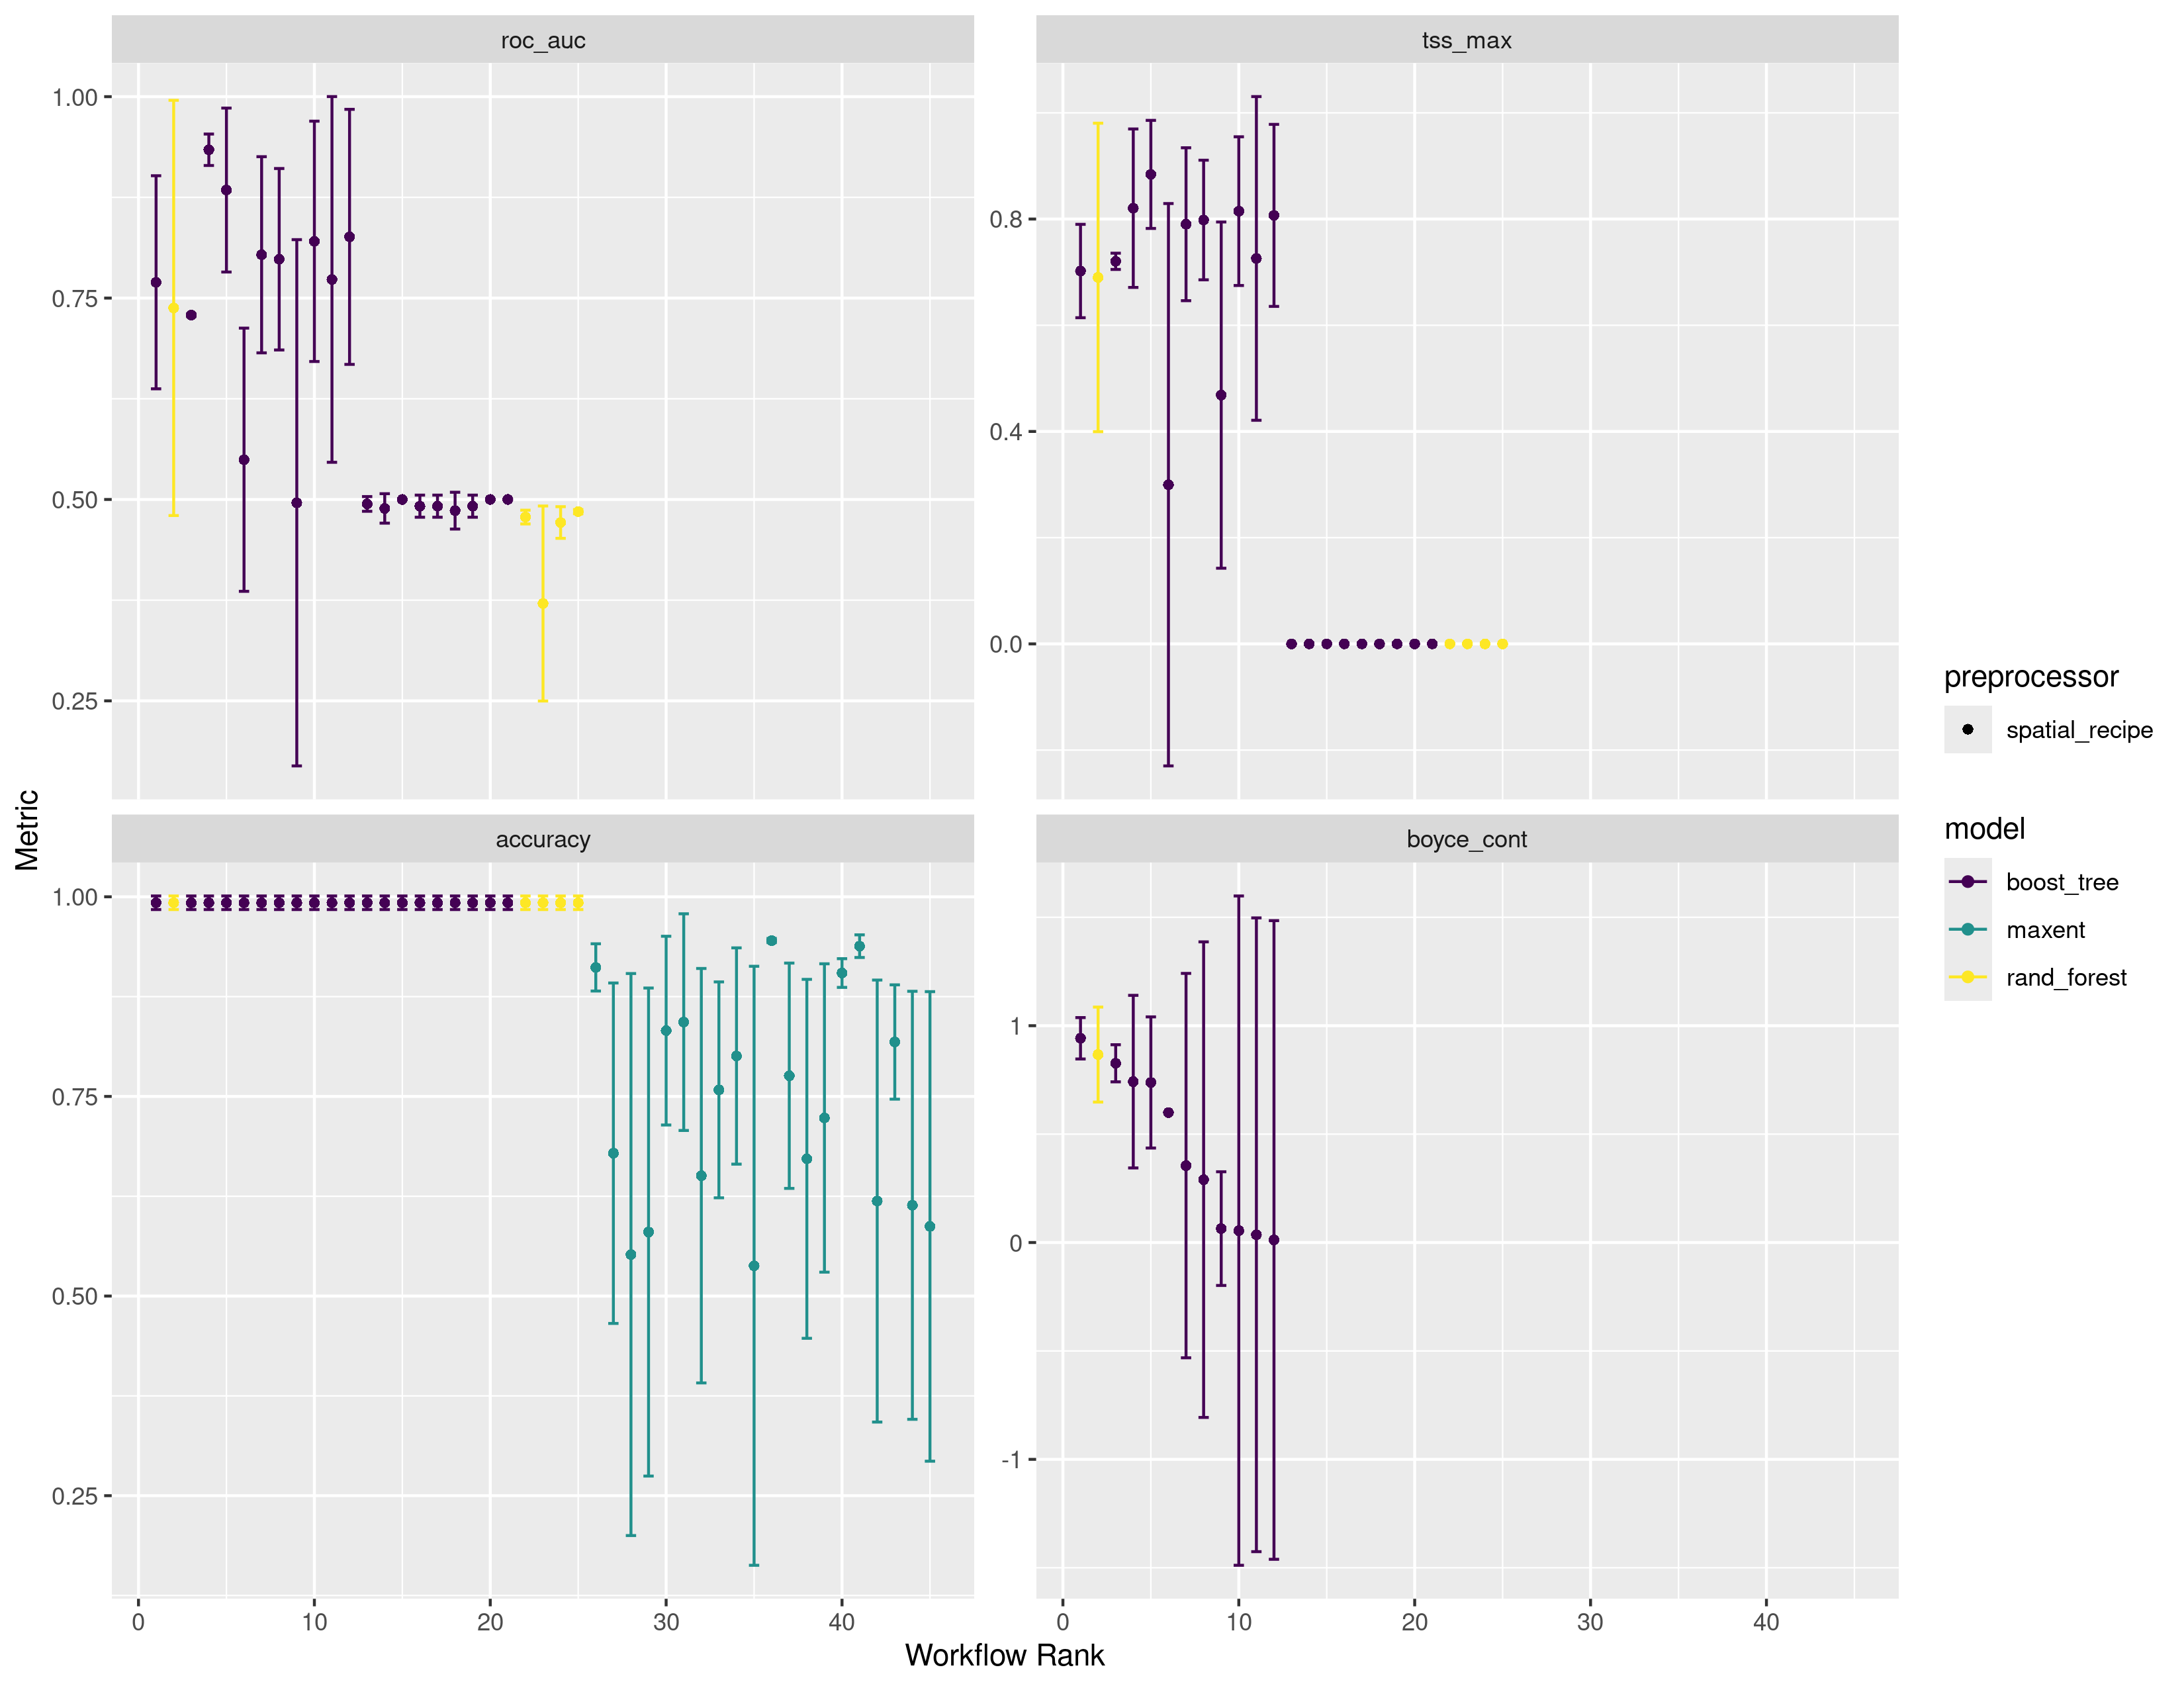 roc_auc
tss_max
1.00
0.75
0.50
0.25
0.8
0.4
0.0
accuracy
boyce_cont
1.00
0.75
0.50
0.25
1
0
-1
0 10 20 30 40
0 10 20 30 40
Metric
Workflow Rank
preprocessor
spatial_recipe
model
boost_tree
maxent
rand_forest